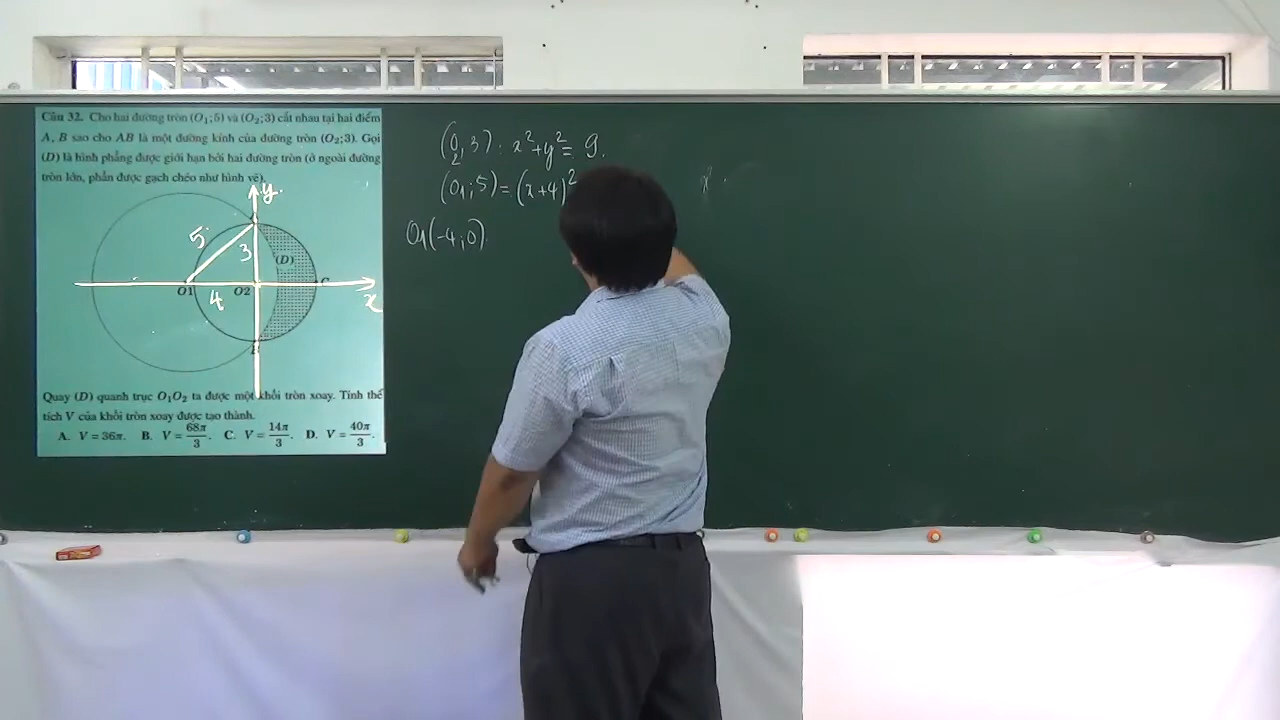 Câu 32. Cho hai đường tròn (O₁;5) và (O₂;3) cắt nhau tại hai điểm
A, B sao cho AB là một đường kính của đường tròn (O₂;3). Gọi
(D) là hình phẳng được giới hạn bởi hai đường tròn (ở ngoài đường
tròn lớn, phần được gạch chéo như hình vẽ).
y
5
3
(D)
O1
O2
C
4
x
B
Quay (D) quanh trục O₁O₂ ta được một khối tròn xoay. Tính thể
tích V của khối tròn xoay được tạo thành.
A. V = 36π. B. V = 68π/3. C. V = 14π/3. D. V = 40π/3.
(O₂,3): x²+y²= 9.
(O₁;5)= (x+4)²
O₁(-4;0).